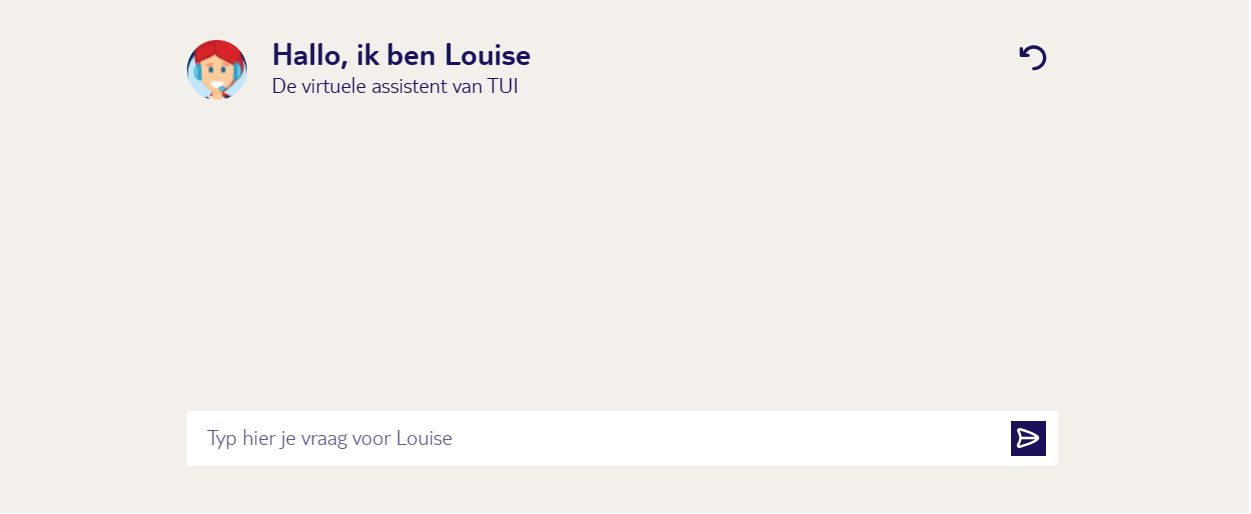 Hallo, ik ben Louise
De virtuele assistent van TUI
Typ hier je vraag voor Louise